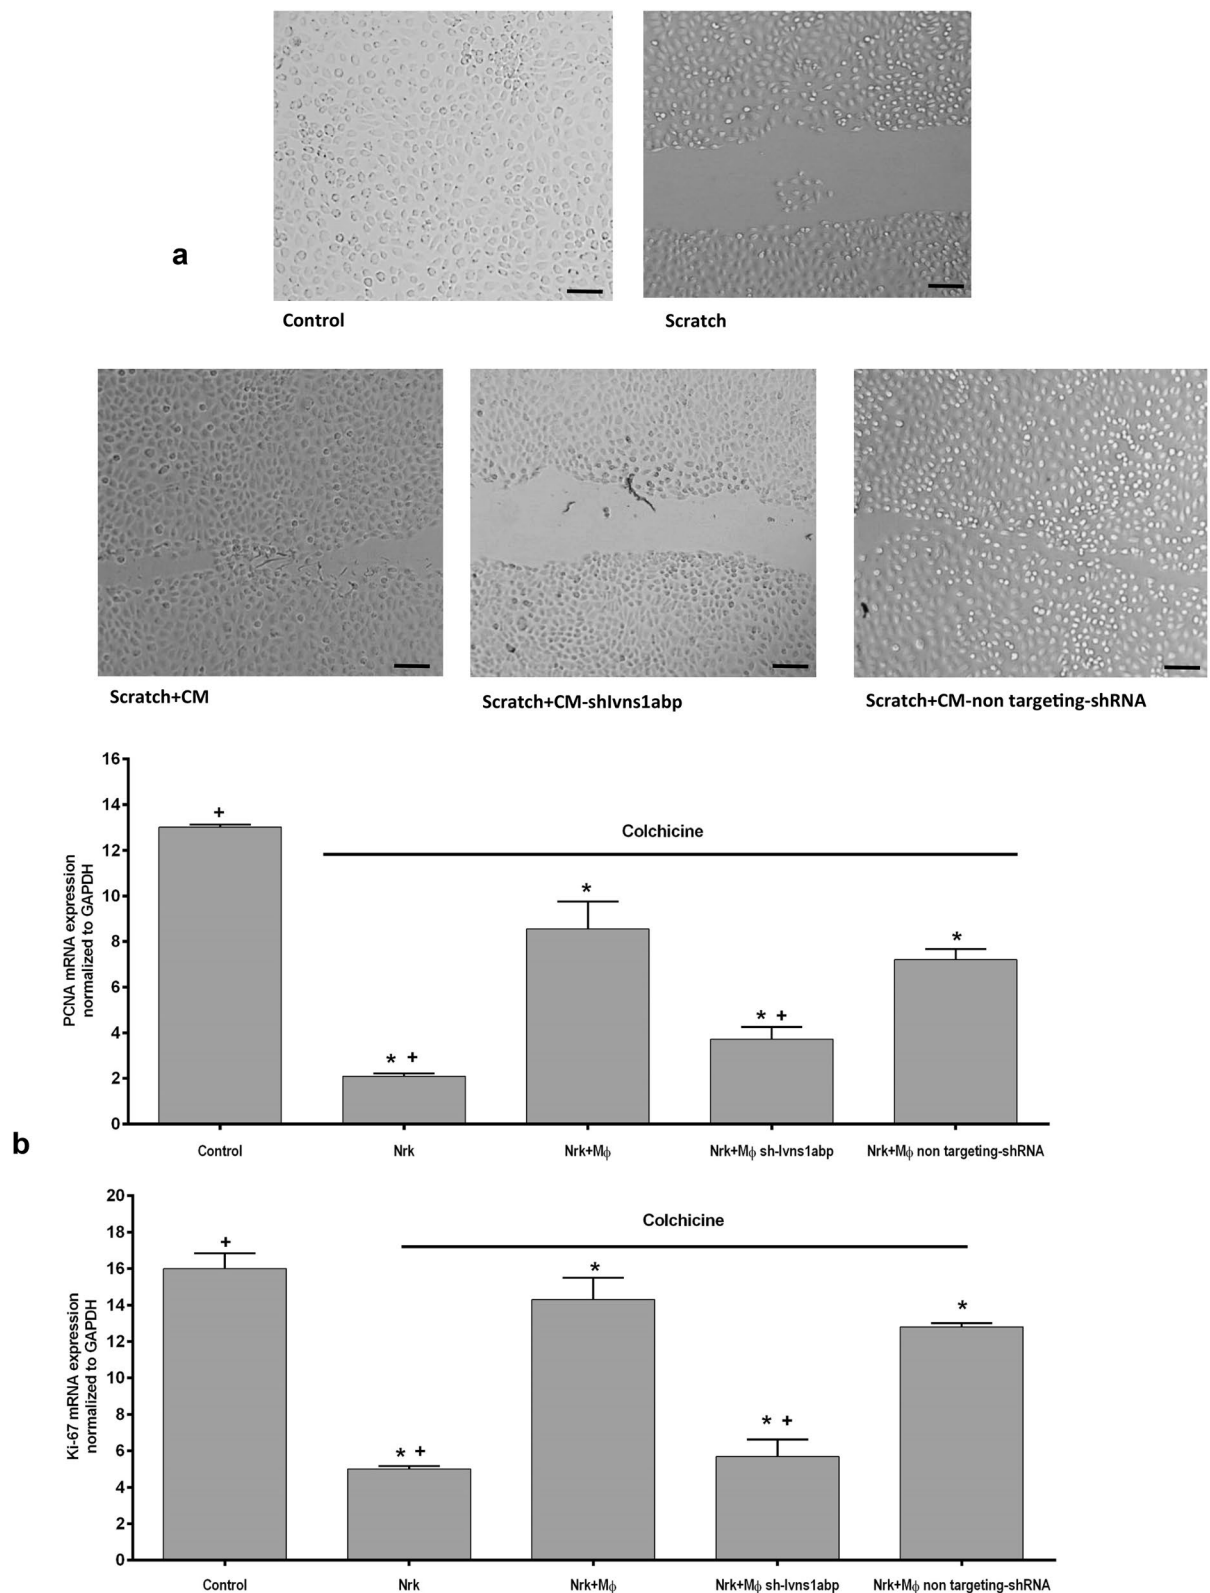 a
Control
Scratch
Scratch+CM
Scratch+CM-shIvns1abp
Scratch+CM-non targeting-shRNA
b
PCNA mRNA expression
normalized to GAPDH
16
14
12
10
8
6
4
2
0
+
Colchicine
* +
*
* +
*
Control
Nrk
Nrk+Mϕ
Nrk+Mϕ sh-Ivns1abp
Nrk+Mϕ non targeting-shRNA
Ki-67 mRNA expression
normalized to GAPDH
20
18
16
14
12
10
8
6
4
2
0
+
Colchicine
* +
*
* +
*
Control
Nrk
Nrk+Mϕ
Nrk+Mϕ sh-Ivns1abp
Nrk+Mϕ non targeting-shRNA